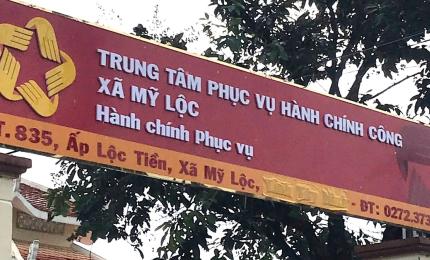 TRUNG TÂM PHỤC VỤ HÀNH CHÍNH CÔNG
XÃ MỸ LỘC
Hành chính Phục vụ
T. 835, Ấp Lộc Tiền, Xã Mỹ Lộc, - ĐT: 0272.373